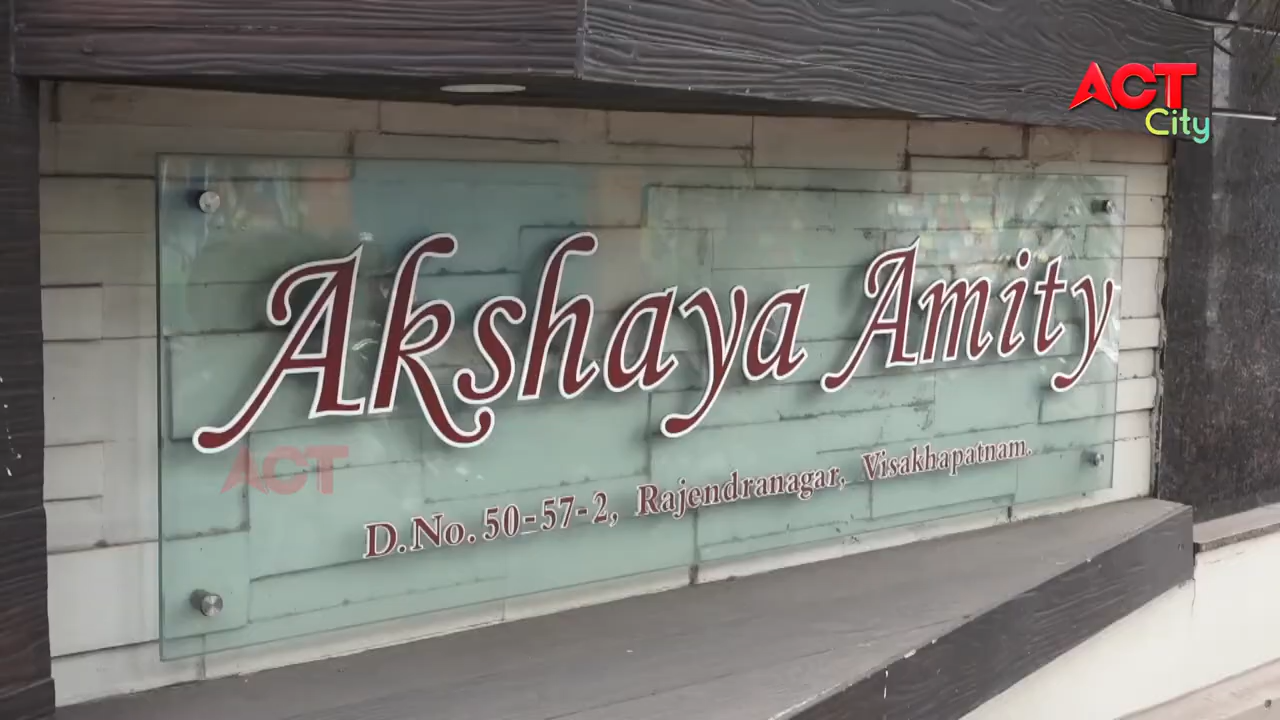 ACT
City
Akshaya Amity
ACT
D.No. 50-57-2, Rajendranagar, Visakhapatnam.